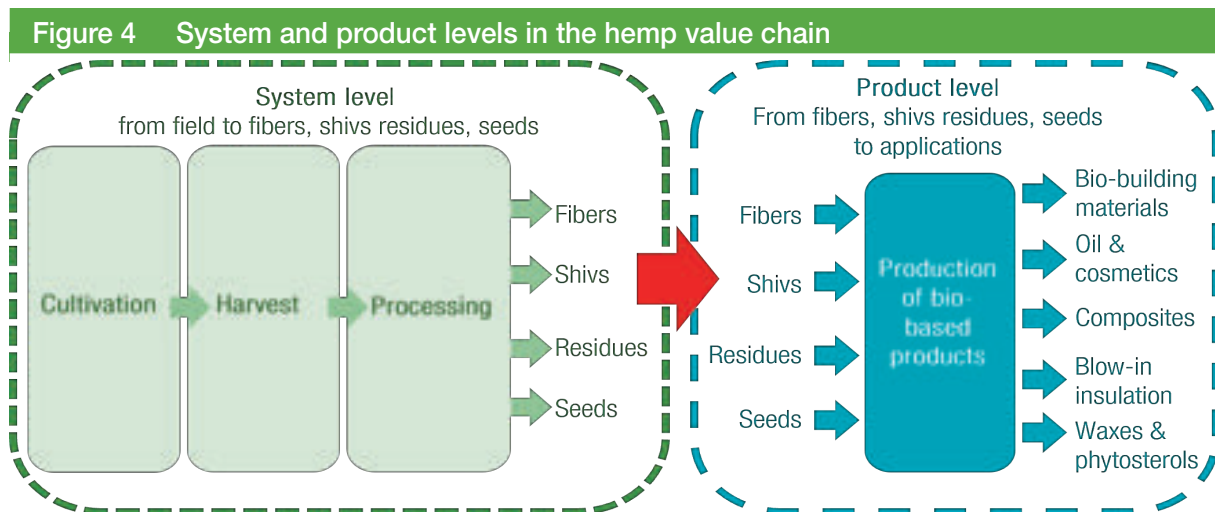 Figure 4 System and product levels in the hemp value chain
System level
from field to fibers, shivs residues, seeds
Cultivation
Harvest
Processing
Fibers
Shivs
Residues
Seeds
Product level
From fibers, shivs residues, seeds
to applications
Fibers
Shivs
Residues
Seeds
Production
of bio-
based
products
Bio-building
materials
Oil &
cosmetics
Composites
Blow-in
insulation
Waxes &
phytosterols